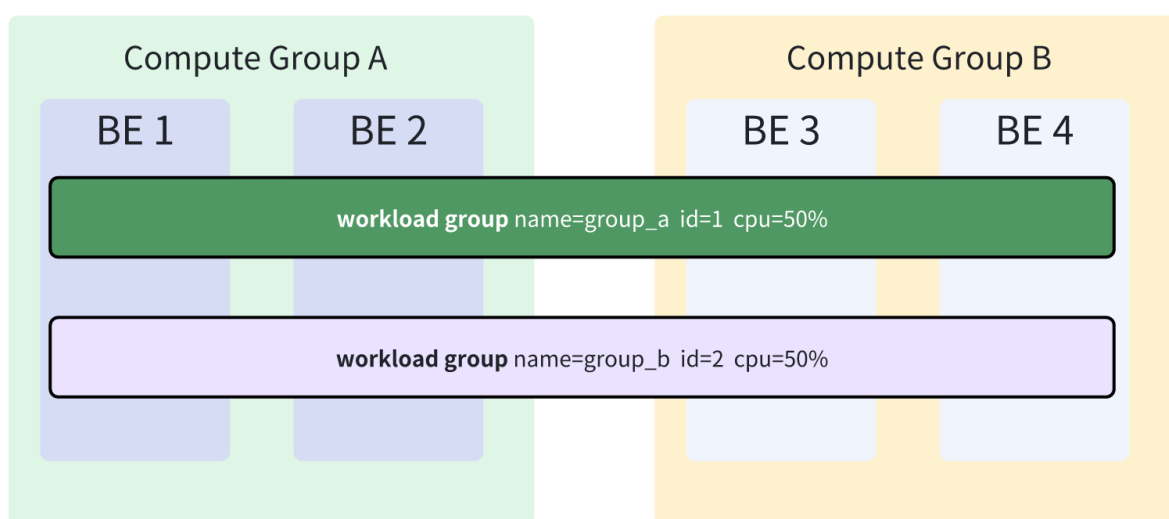 Compute Group A
Compute Group B
BE 1
BE 2
BE 3
BE 4
workload group name=group_a id=1 cpu=50%
workload group name=group_b id=2 cpu=50%